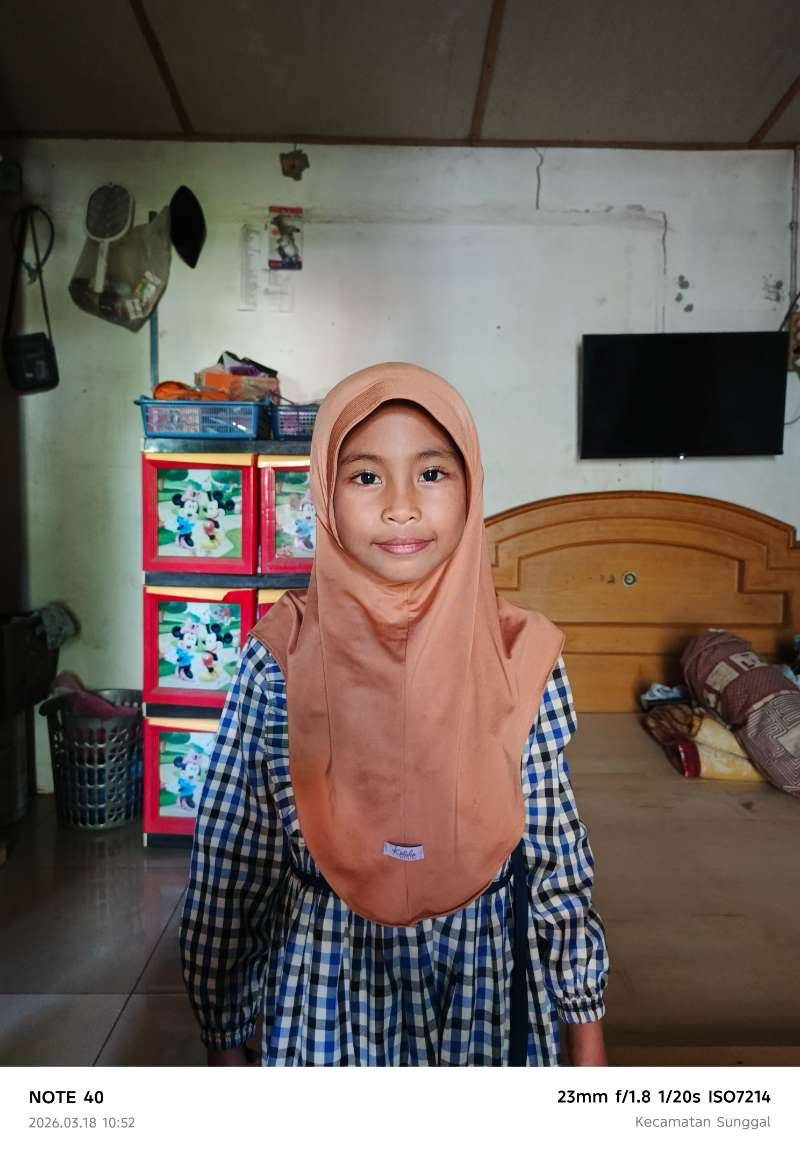 NOTE 40
2026.03.18 10:52
23mm f/1.8 1/20s ISO7214
Kecamatan Sunggal